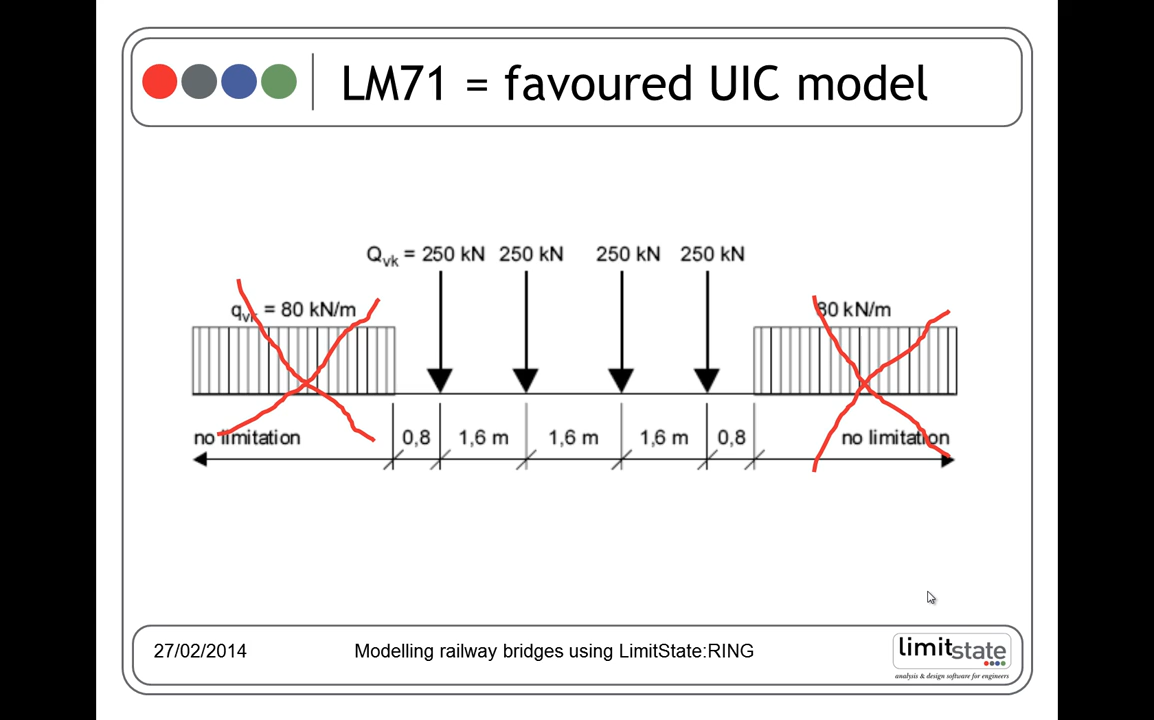 LM71 = favoured UIC model
Qvk = 250 kN 250 kN 250 kN 250 kN
qvk = 80 kN/m 80 kN/m
no limitation 0,8 1,6 m 1,6 m 1,6 m 0,8 no limitation
27/02/2014 Modelling railway bridges using LimitState:RING
limitstate
analysis & design software for engineers